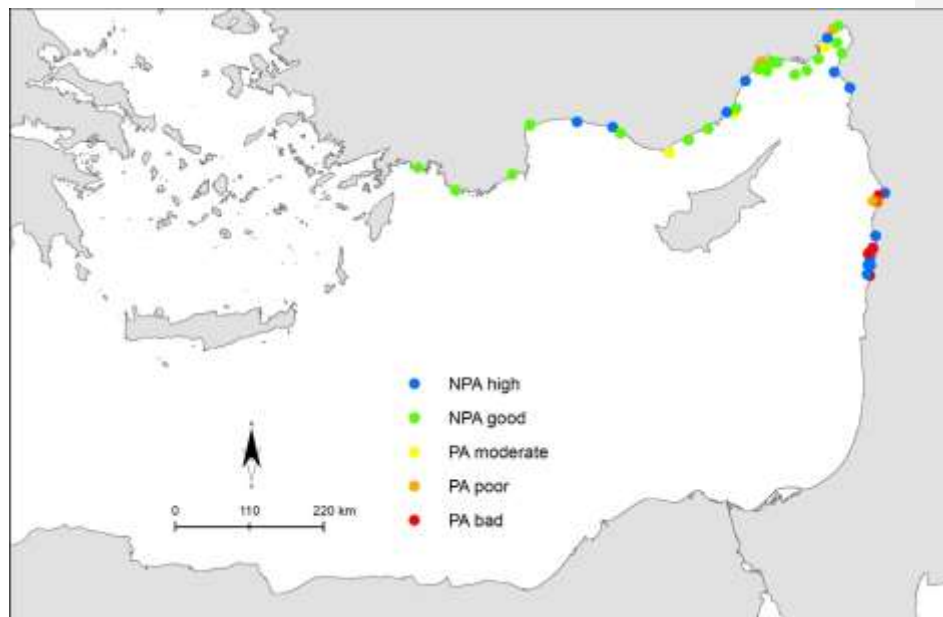 NPA high
NPA good
PA moderate
PA poor
PA bad
0 110 220 km